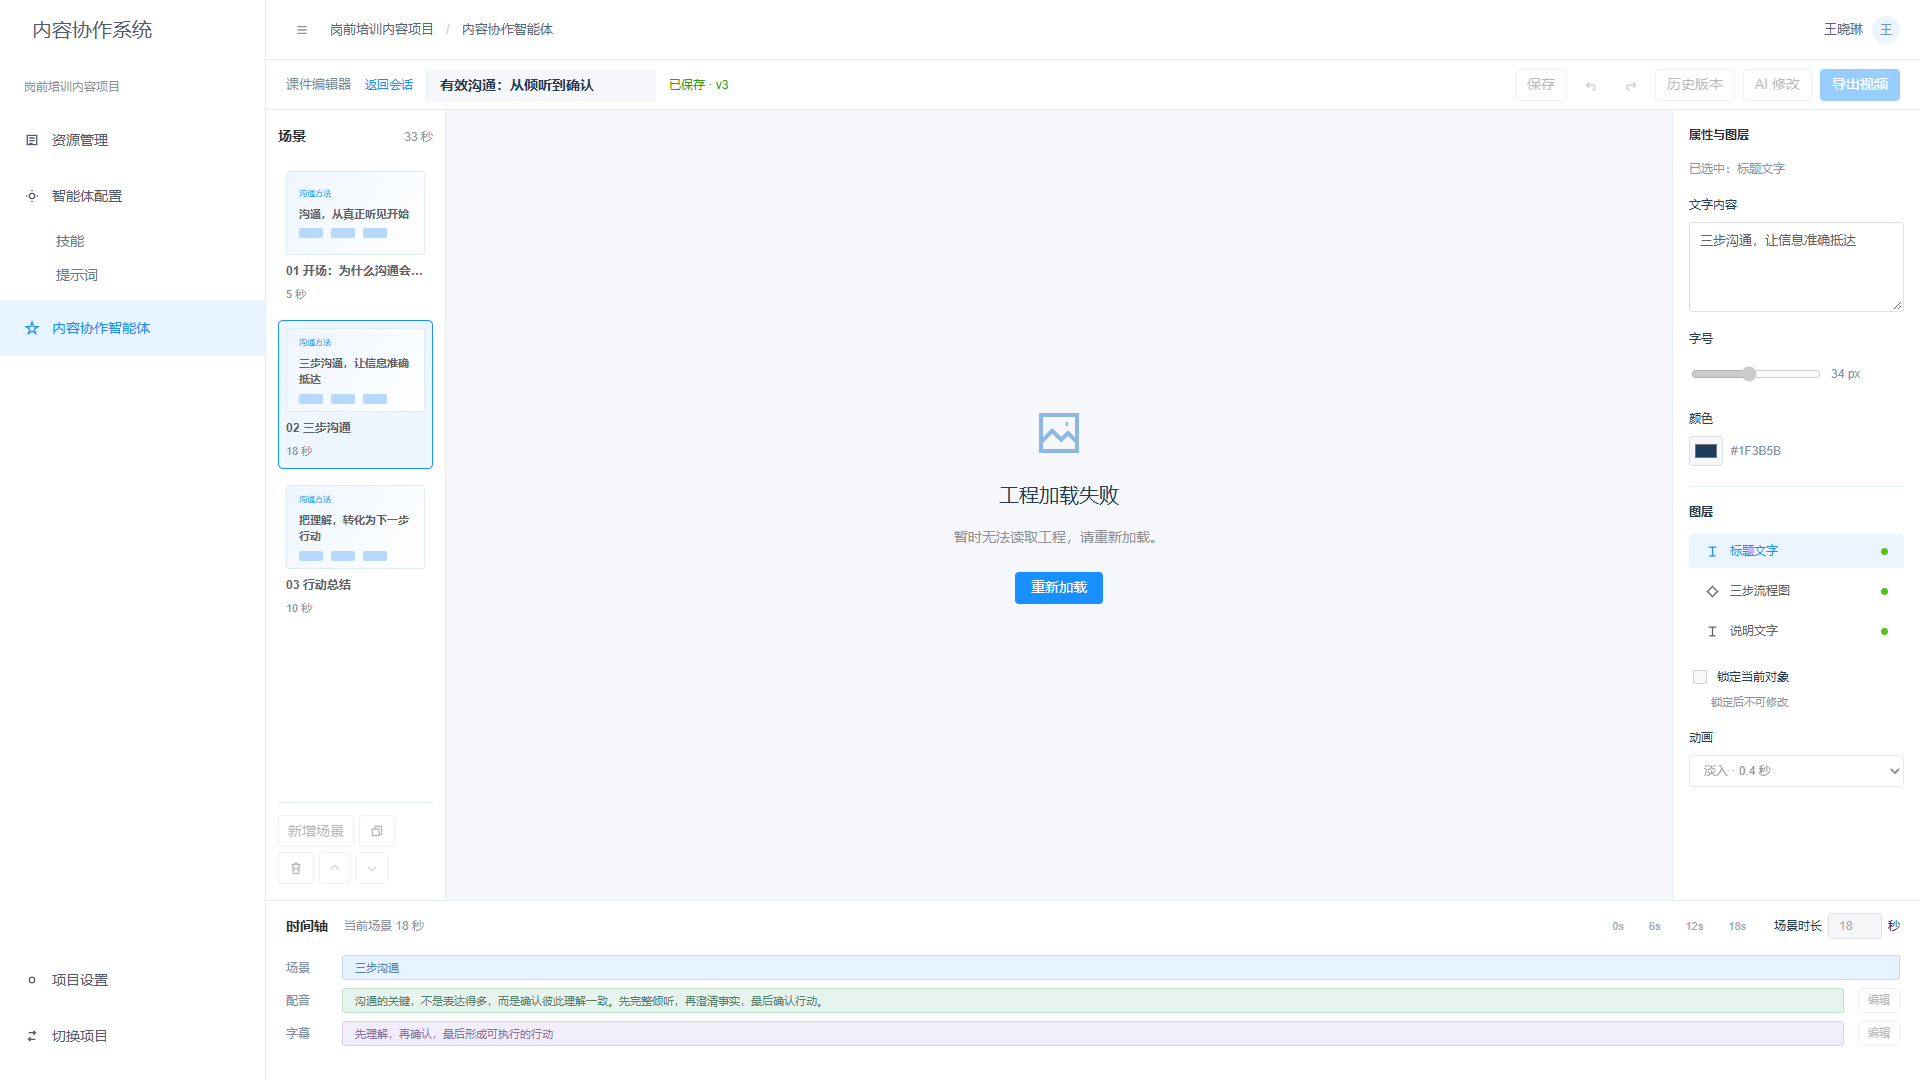 内容协作系统
岗前培训内容项目
资源管理
智能体配置
技能
提示词
内容协作智能体
项目设置
切换项目
岗前培训内容项目 / 内容协作智能体
王晓琳 王
课件编辑器 返回会话 有效沟通：从倾听到确认 已保存 · v3
保存 历史版本 AI 修改 导出视频
场景 33 秒
沟通方法
沟通，从真正听见开始
01 开场：为什么沟通会...
5 秒
沟通方法
三步沟通，让信息准确
抵达
02 三步沟通
18 秒
沟通方法
把理解，转化为下一步
行动
03 行动总结
10 秒
新增场景
工程加载失败
暂时无法读取工程，请重新加载。
重新加载
属性与图层
已选中：标题文字
文字内容
三步沟通，让信息准确抵达
字号
34 px
颜色
#1F3B5B
图层
标题文字
三步流程图
说明文字
锁定当前对象
锁定后不可修改
动画
淡入 · 0.4 秒
时间轴 当前场景 18 秒
0s 6s 12s 18s 场景时长 18 秒
场景 三步沟通
配音 沟通的关键，不是表达得多，而是确认彼此理解一致。先完整倾听，再澄清事实，最后确认行动。 编辑
字幕 先理解，再确认，最后形成可执行的行动 编辑